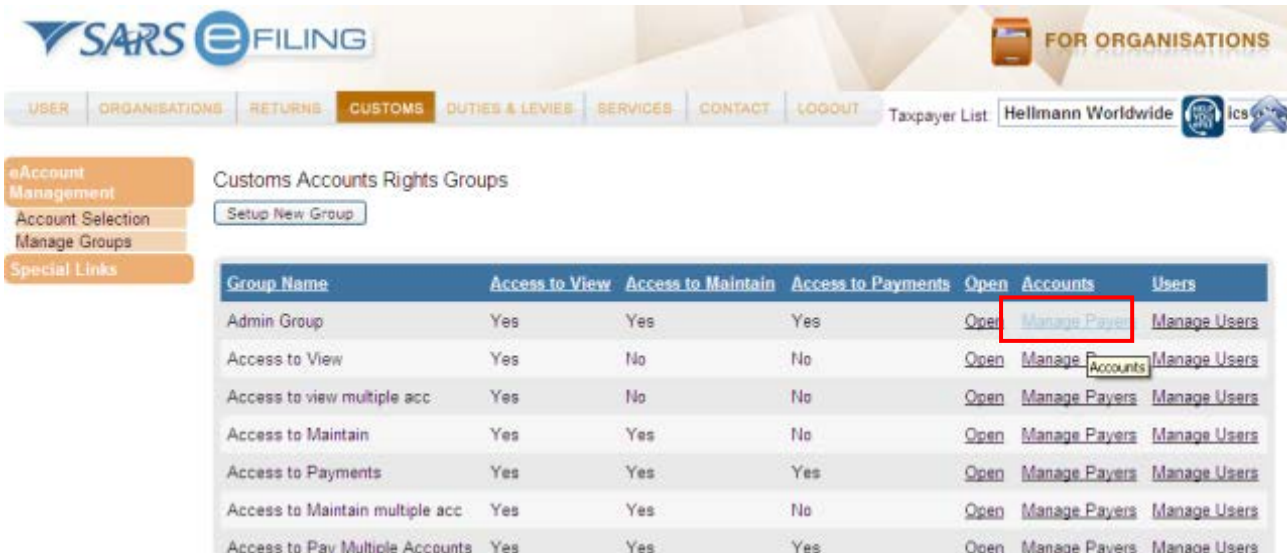 SARS eFILING
FOR ORGANISATIONS
USER ORGANISATIONS RETURNS CUSTOMS DUTIES & LEVIES SERVICES CONTACT LOGOUT Taxpayer List Hellmann Worldwide HELP YOU ics
eAccount
Management
Account Selection
Manage Groups
Special Links
Customs Accounts Rights Groups
Setup New Group
Group Name Access to View Access to Maintain Access to Payments Open Accounts Users
Admin Group Yes Yes Yes Open Manage Payers Manage Users
Access to View Yes No No Open Manage Accounts Manage Users
Access to view multiple acc Yes No No Open Manage Payers Manage Users
Access to Maintain Yes Yes No Open Manage Payers Manage Users
Access to Payments Yes Yes Yes Open Manage Payers Manage Users
Access to Maintain multiple acc Yes Yes No Open Manage Payers Manage Users
Access to Pay Multiple Accounts Yes Yes Yes Open Manage Payers Manage Users